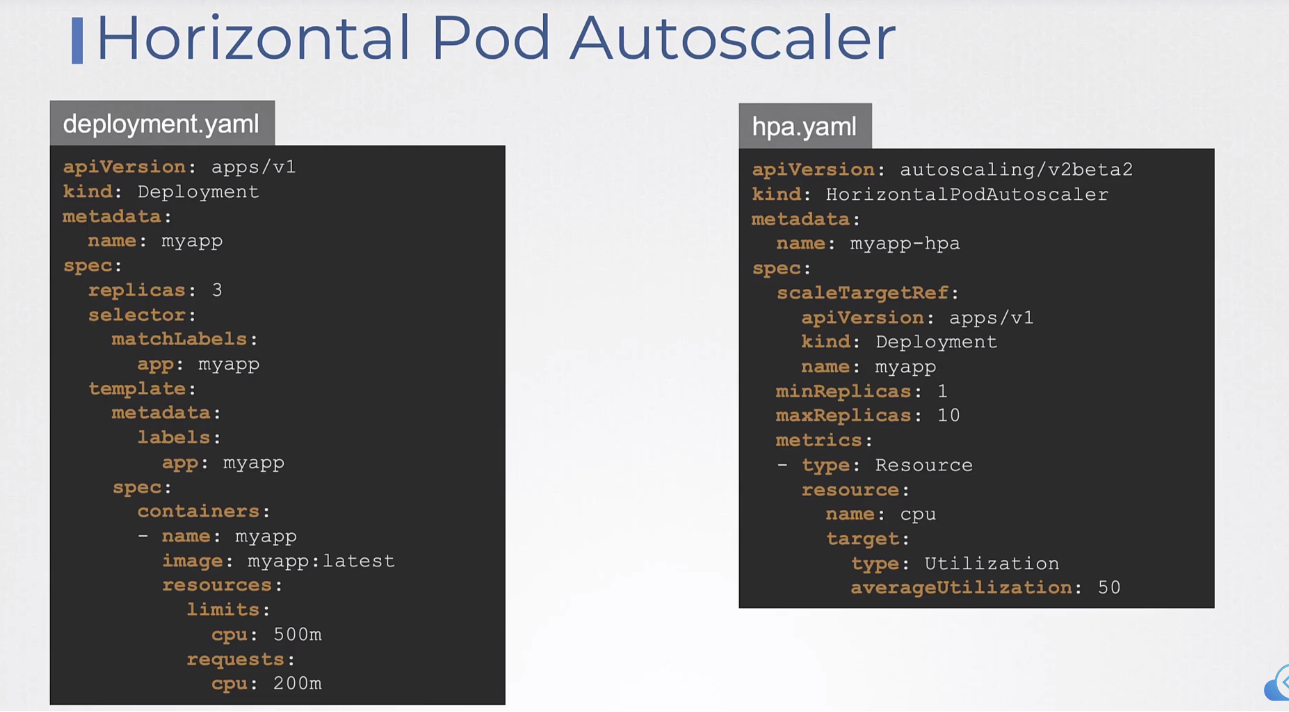 Horizontal Pod Autoscaler
deployment.yaml
apiVersion: apps/v1
kind: Deployment
metadata:
  name: myapp
spec:
  replicas: 3
  selector:
    matchLabels:
      app: myapp
  template:
    metadata:
      labels:
        app: myapp
    spec:
      containers:
      - name: myapp
        image: myapp:latest
        resources:
          limits:
            cpu: 500m
          requests:
            cpu: 200m
hpa.yaml
apiVersion: autoscaling/v2beta2
kind: HorizontalPodAutoscaler
metadata:
  name: myapp-hpa
spec:
  scaleTargetRef:
    apiVersion: apps/v1
    kind: Deployment
    name: myapp
  minReplicas: 1
  maxReplicas: 10
  metrics:
  - type: Resource
    resource:
      name: cpu
      target:
        type: Utilization
        averageUtilization: 50